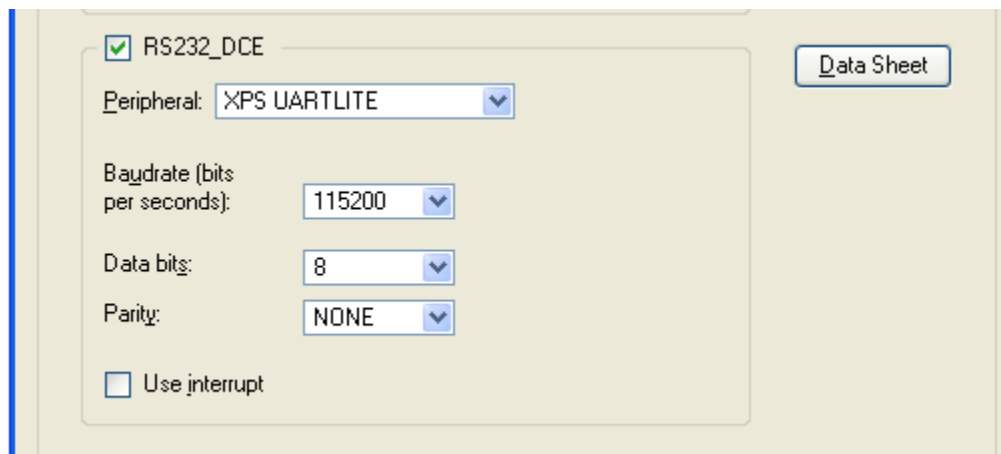 RS232_DCE
Data Sheet
Peripheral: XPS UARTLITE
Baudrate (bits
per seconds): 115200
Data bits: 8
Parity: NONE
Use interrupt